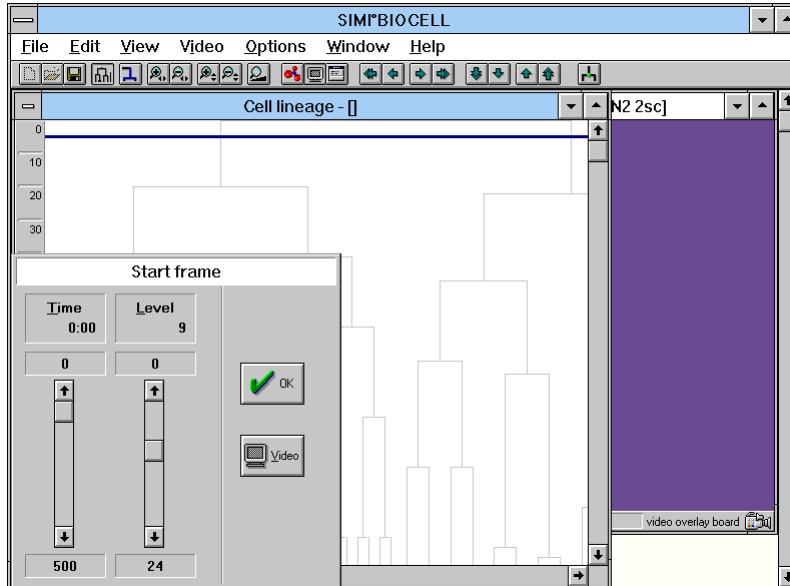 SIMI°BIOCELL
File Edit View Video Options Window Help
Cell lineage - []
N2 2sc]
0
10
20
30
Start frame
Time
0:00
Level
9
0
0
OK
Video
500
24
video overlay board